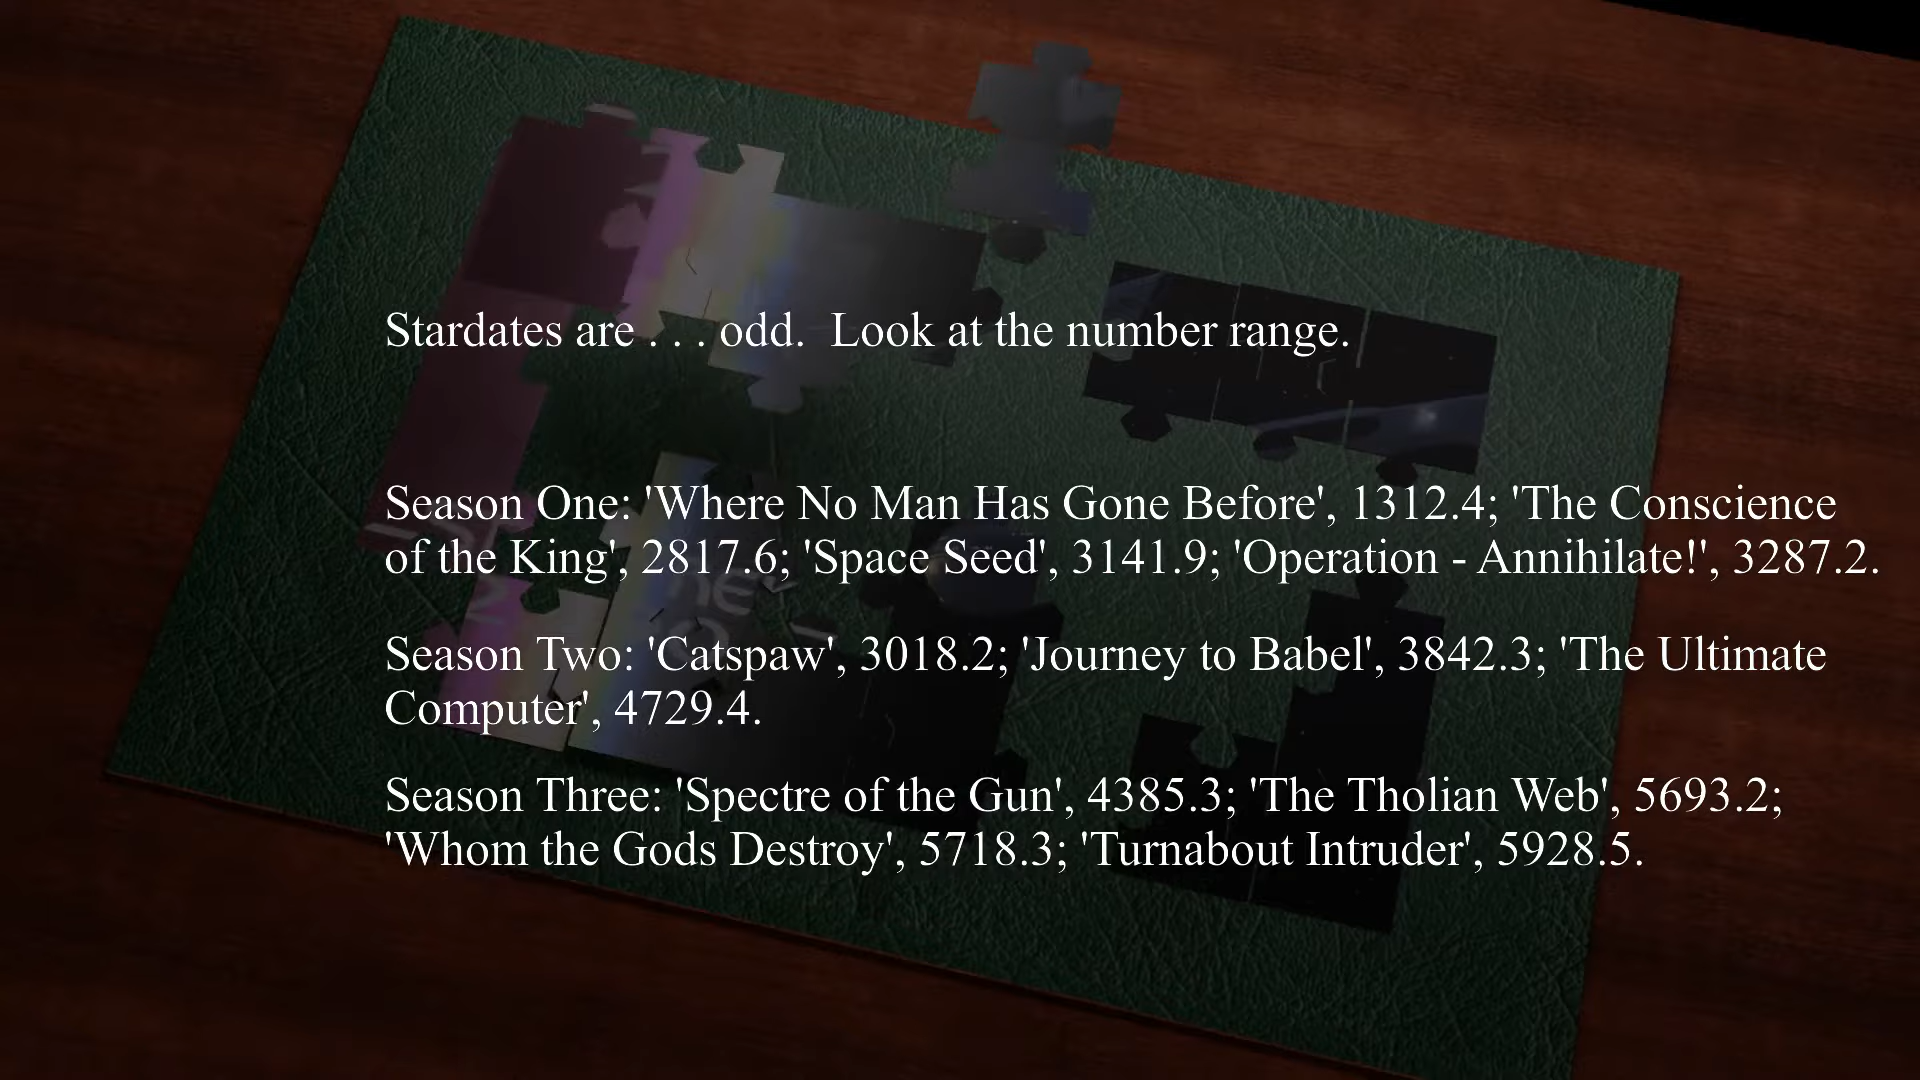 Stardates are . . . odd.  Look at the number range.
Season One: 'Where No Man Has Gone Before', 1312.4; 'The Conscience
of the King', 2817.6; 'Space Seed', 3141.9; 'Operation - Annihilate!', 3287.2.
Season Two: 'Catspaw', 3018.2; 'Journey to Babel', 3842.3; 'The Ultimate
Computer', 4729.4.
Season Three: 'Spectre of the Gun', 4385.3; 'The Tholian Web', 5693.2;
'Whom the Gods Destroy', 5718.3; 'Turnabout Intruder', 5928.5.